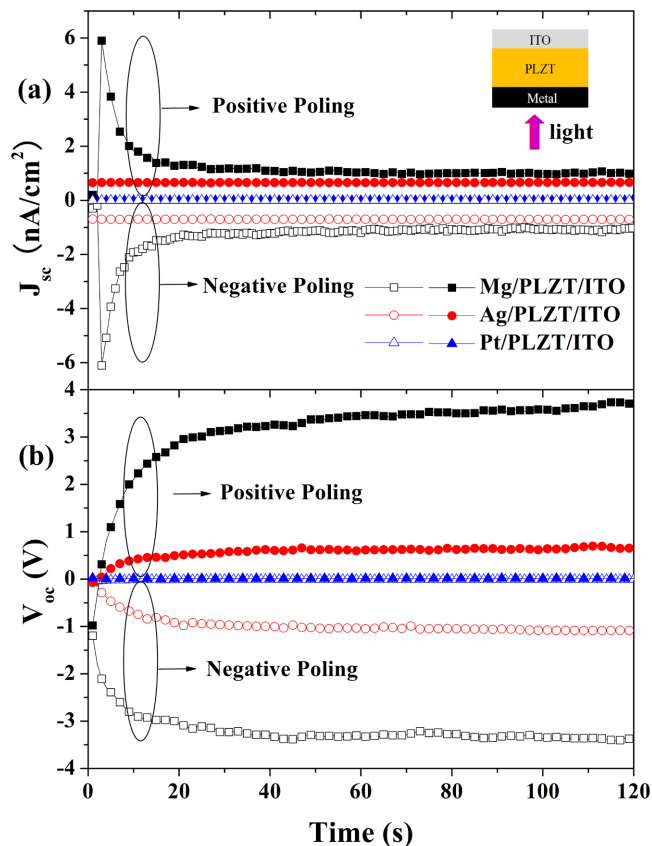 6
4
2
0
-2
-4
-6
(a)
J_sc (nA/cm²)
Positive Poling
ITO
PLZT
Metal
light
Negative Poling
Mg/PLZT/ITO
Ag/PLZT/ITO
Pt/PLZT/ITO
4
3
2
1
0
-1
-2
-3
-4
(b)
V_oc (V)
Positive Poling
Negative Poling
0 20 40 60 80 100 120
Time (s)